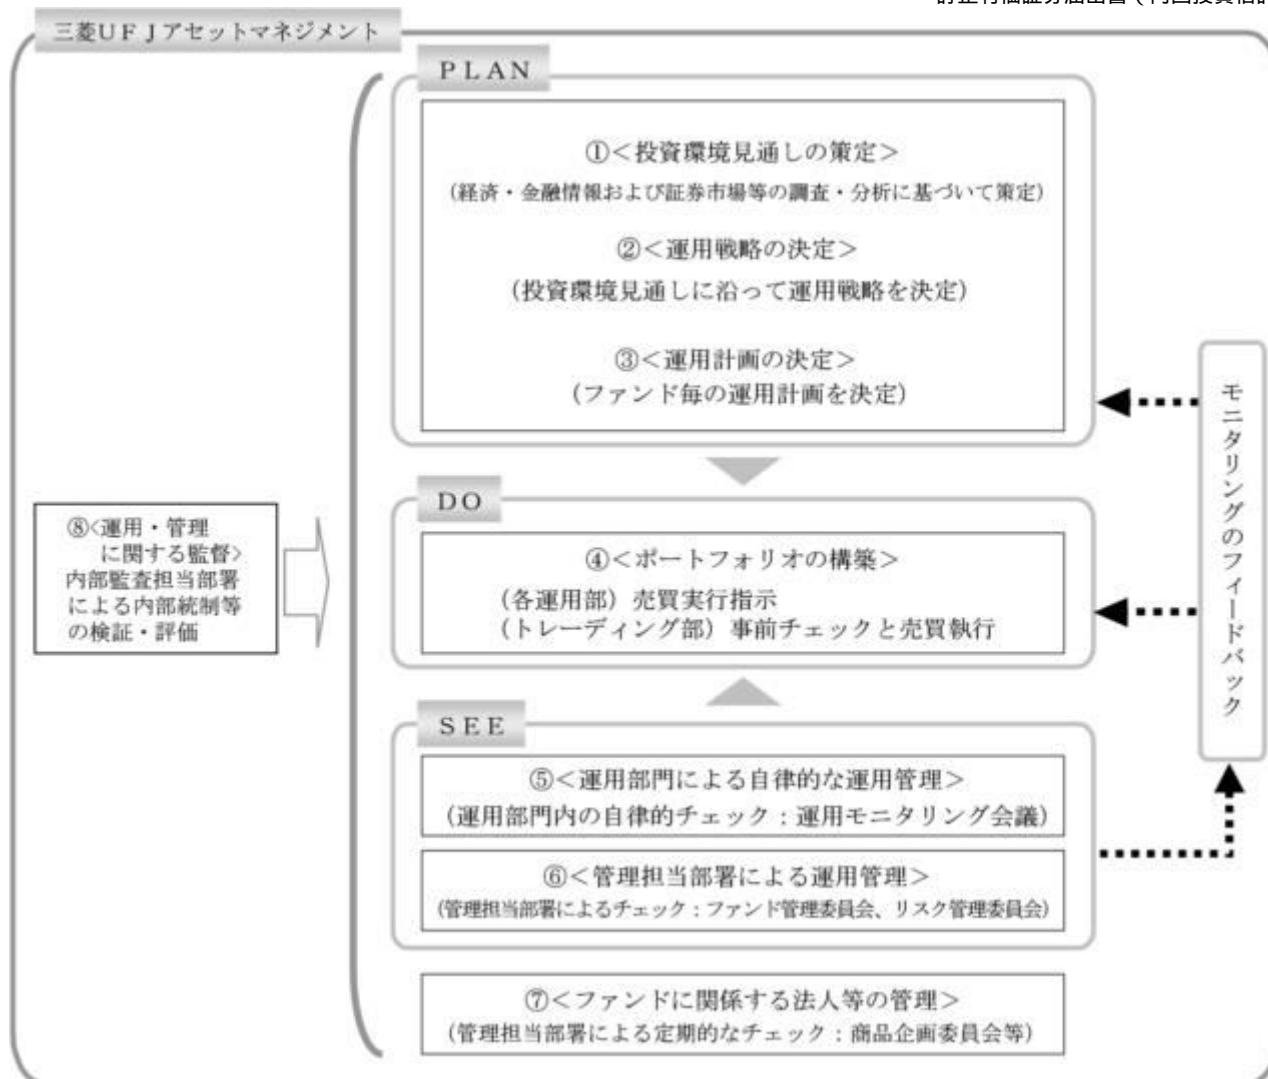 三菱ＵＦＪアセットマネジメント
ＰＬＡＮ
①＜投資環境見通しの策定＞
（経済・金融情報および証券市場等の調査・分析に基づいて策定）
②＜運用戦略の決定＞
（投資環境見通しに沿って運用戦略を決定）
③＜運用計画の決定＞
（ファンド毎の運用計画を決定）
ＤＯ
④＜ポートフォリオの構築＞
（各運用部）売買実行指示
（トレーディング部）事前チェックと売買執行
ＳＥＥ
⑤＜運用部門による自律的な運用管理＞
（運用部門内の自律的チェック：運用モニタリング会議）
⑥＜管理担当部署による運用管理＞
（管理担当部署によるチェック：ファンド管理委員会、リスク管理委員会）
⑦＜ファンドに関係する法人等の管理＞
（管理担当部署による定期的なチェック：商品企画委員会等）
⑧<運用・管理
に関する監督>
内部監査担当部署
による内部統制等
の検証・評価
モニタリングのフィードバック